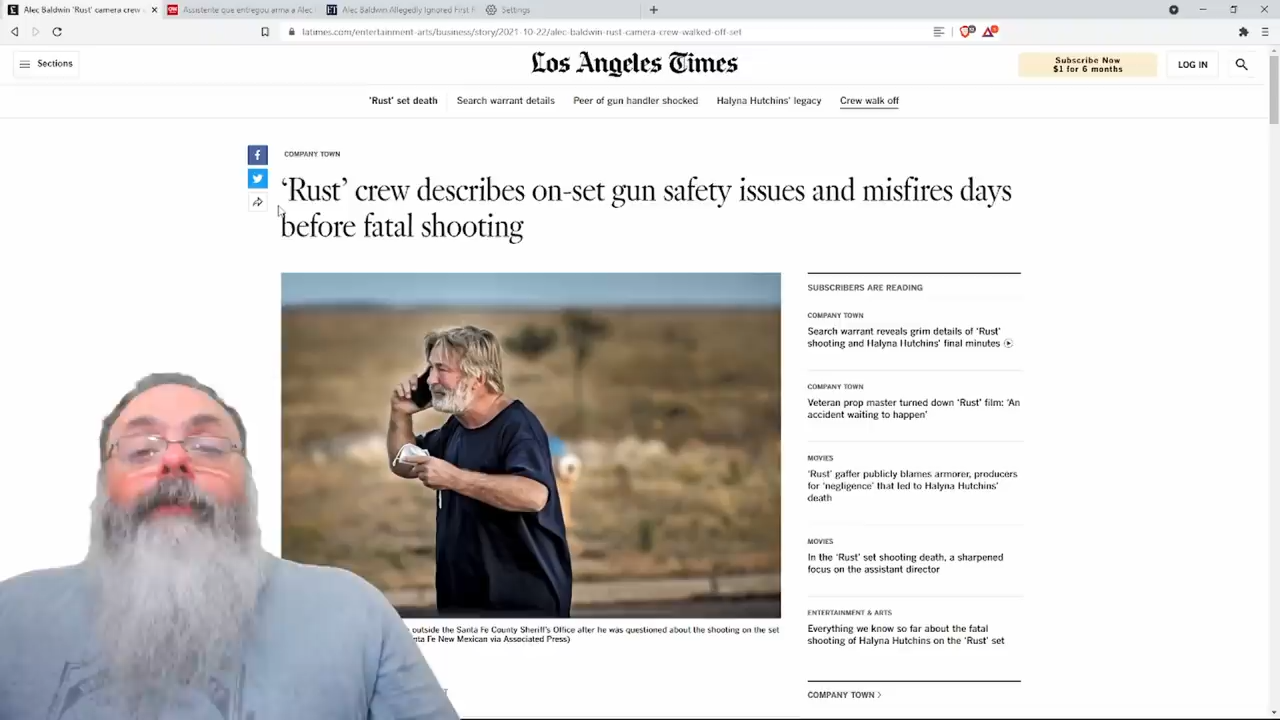 Alec Baldwin 'Rust' camera crew
Assistente que entregou arma a Alec
Alec Baldwin Allegedly Ignored First R
Settings
latimes.com/entertainment-arts/business/story/2021-10-22/alec-baldwin-rust-camera-crew-walked-off-set
Sections
Los Angeles Times
Subscribe Now
$1 for 6 months
LOG IN
'Rust' set death
Search warrant details
Peer of gun handler shocked
Halyna Hutchins' legacy
Crew walk off
COMPANY TOWN
'Rust' crew describes on-set gun safety issues and misfires days
before fatal shooting
SUBSCRIBERS ARE READING
COMPANY TOWN
Search warrant reveals grim details of 'Rust'
shooting and Halyna Hutchins' final minutes
COMPANY TOWN
Veteran prop master turned down 'Rust' film: 'An
accident waiting to happen'
MOVIES
'Rust' gaffer publicly blames armorer, producers
for 'negligence' that led to Halyna Hutchins'
death
MOVIES
In the 'Rust' set shooting death, a sharpened
focus on the assistant director
ENTERTAINMENT & ARTS
Everything we know so far about the fatal
shooting of Halyna Hutchins on the 'Rust' set
COMPANY TOWN
outside the Santa Fe County Sheriff's Office after he was questioned about the shooting on the set
nta Fe New Mexican via Associated Press)